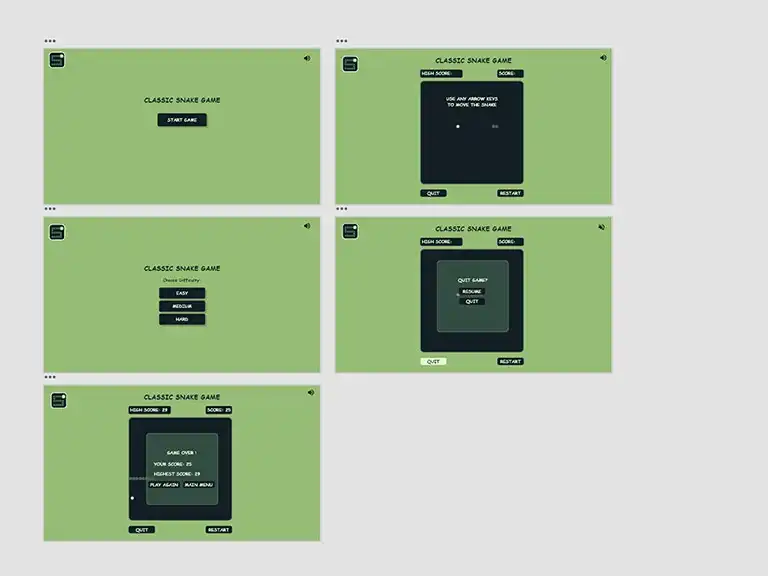 CLASSIC SNAKE GAME
START GAME
CLASSIC SNAKE GAME
HIGH SCORE:
SCORE:
USE ANY ARROW KEYS
TO MOVE THE SNAKE
QUIT
RESTART
CLASSIC SNAKE GAME
Choose Difficulty:
EASY
MEDIUM
HARD
CLASSIC SNAKE GAME
HIGH SCORE:
SCORE:
QUIT GAME?
RESUME
QUIT
QUIT
RESTART
CLASSIC SNAKE GAME
HIGH SCORE: 29
SCORE: 25
GAME OVER !
YOUR SCORE: 25
HIGHEST SCORE: 29
PLAY AGAIN
MAIN MENU
QUIT
RESTART